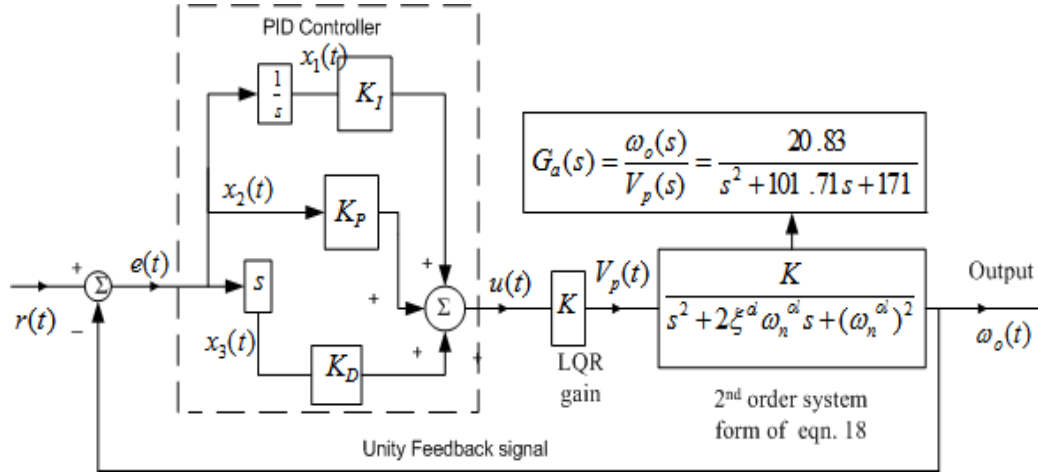 PID Controller
x₁(t)
1/s
K_I
G_a(s) = ω_o(s)/V_p(s) = 20.83/(s² + 101.71s + 171)
x₂(t)
K_P
+
Σ
e(t)
r(t)
−
s
x₃(t)
K_D
+
+
+
+
Σ
u(t)
K
LQR
gain
V_p(t)
K/(s² + 2ξ^α ω_n^α s + (ω_n^α)²)
Output
ω_o(t)
2nd order system
form of eqn. 18
Unity Feedback signal